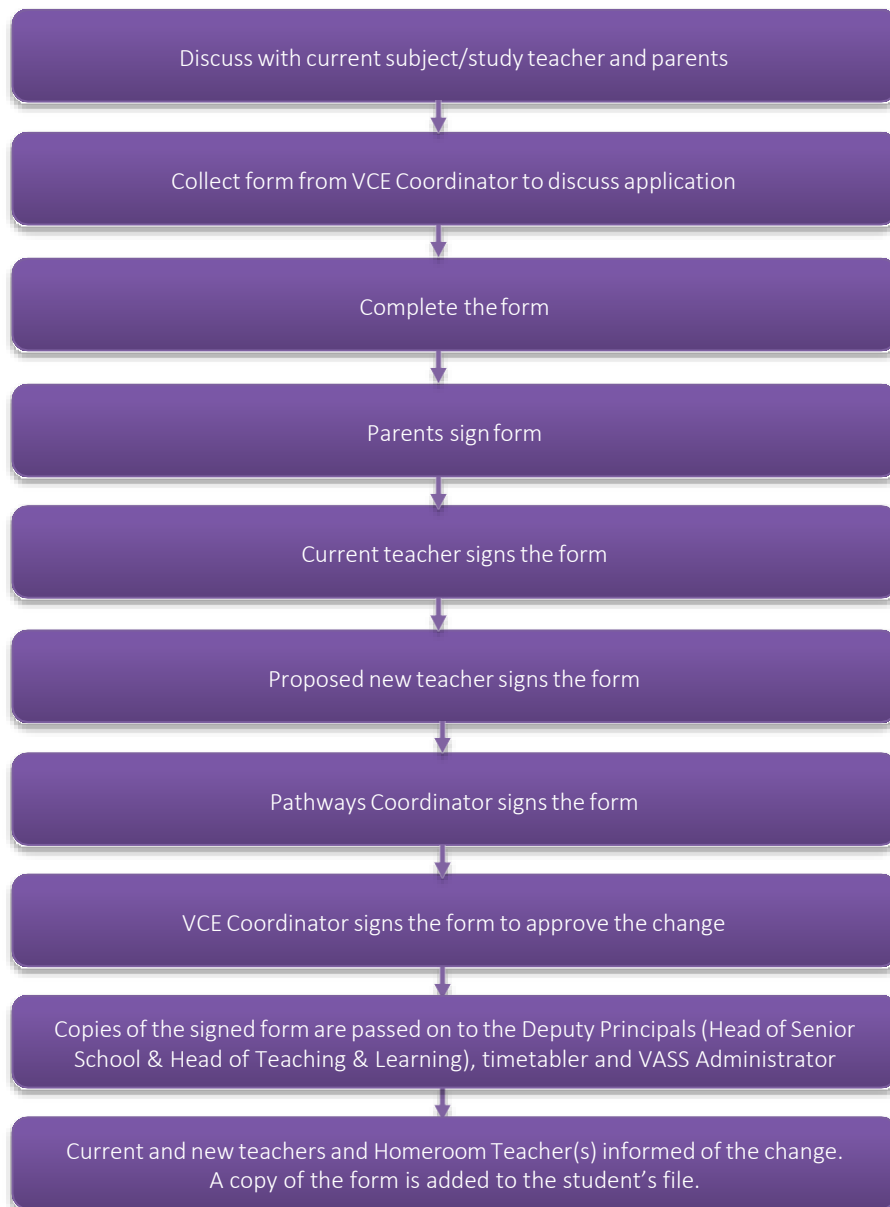 Discuss with current subject/study teacher and parents
Collect form from VCE Coordinator to discuss application
Complete the form
Parents sign form
Current teacher signs the form
Proposed new teacher signs the form
Pathways Coordinator signs the form
VCE Coordinator signs the form to approve the change
Copies of the signed form are passed on to the Deputy Principals (Head of Senior
School & Head of Teaching & Learning), timetabler and VASS Administrator
Current and new teachers and Homeroom Teacher(s) informed of the change.
A copy of the form is added to the student’s file.